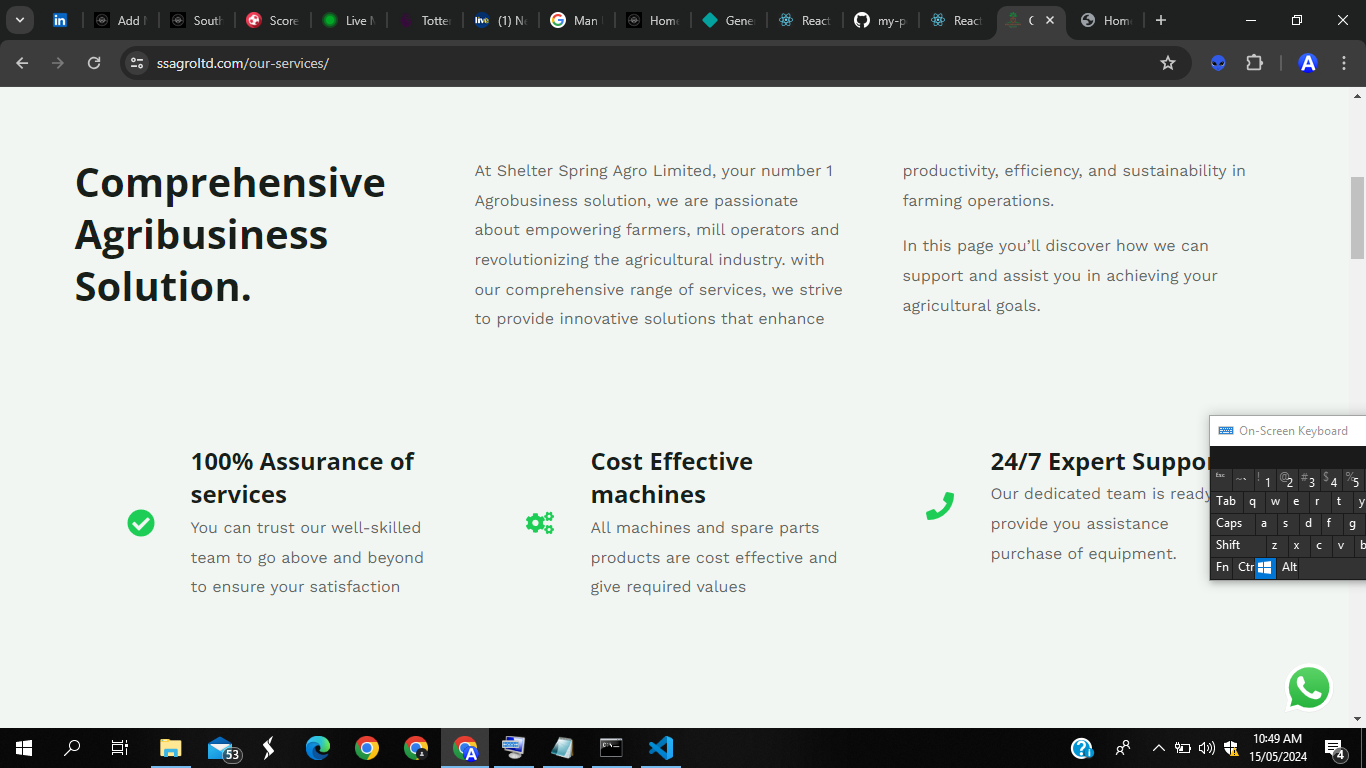 Add
South
Score
Live
Totter
(1)
Man
Home
Gene
React
my-p
React
Hom
ssagroltd.com/our-services/
Comprehensive
Agribusiness
Solution.
At Shelter Spring Agro Limited, your number 1
Agrobusiness solution, we are passionate
about empowering farmers, mill operators and
revolutionizing the agricultural industry. with
our comprehensive range of services, we strive
to provide innovative solutions that enhance
productivity, efficiency, and sustainability in
farming operations.
In this page you’ll discover how we can
support and assist you in achieving your
agricultural goals.
100% Assurance of
services
You can trust our well-skilled
team to go above and beyond
to ensure your satisfaction
Cost Effective
machines
All machines and spare parts
products are cost effective and
give required values
24/7 Expert Suppor
Our dedicated team is ready
provide you assistance
purchase of equipment.
On-Screen Keyboard
Esc ~ ` ! 1 @ 2 # 3 $ 4 % 5
Tab q w e r t y
Caps a s d f g
Shift z x c v b
Fn Ctr Alt
53
10:49 AM
15/05/2024
4